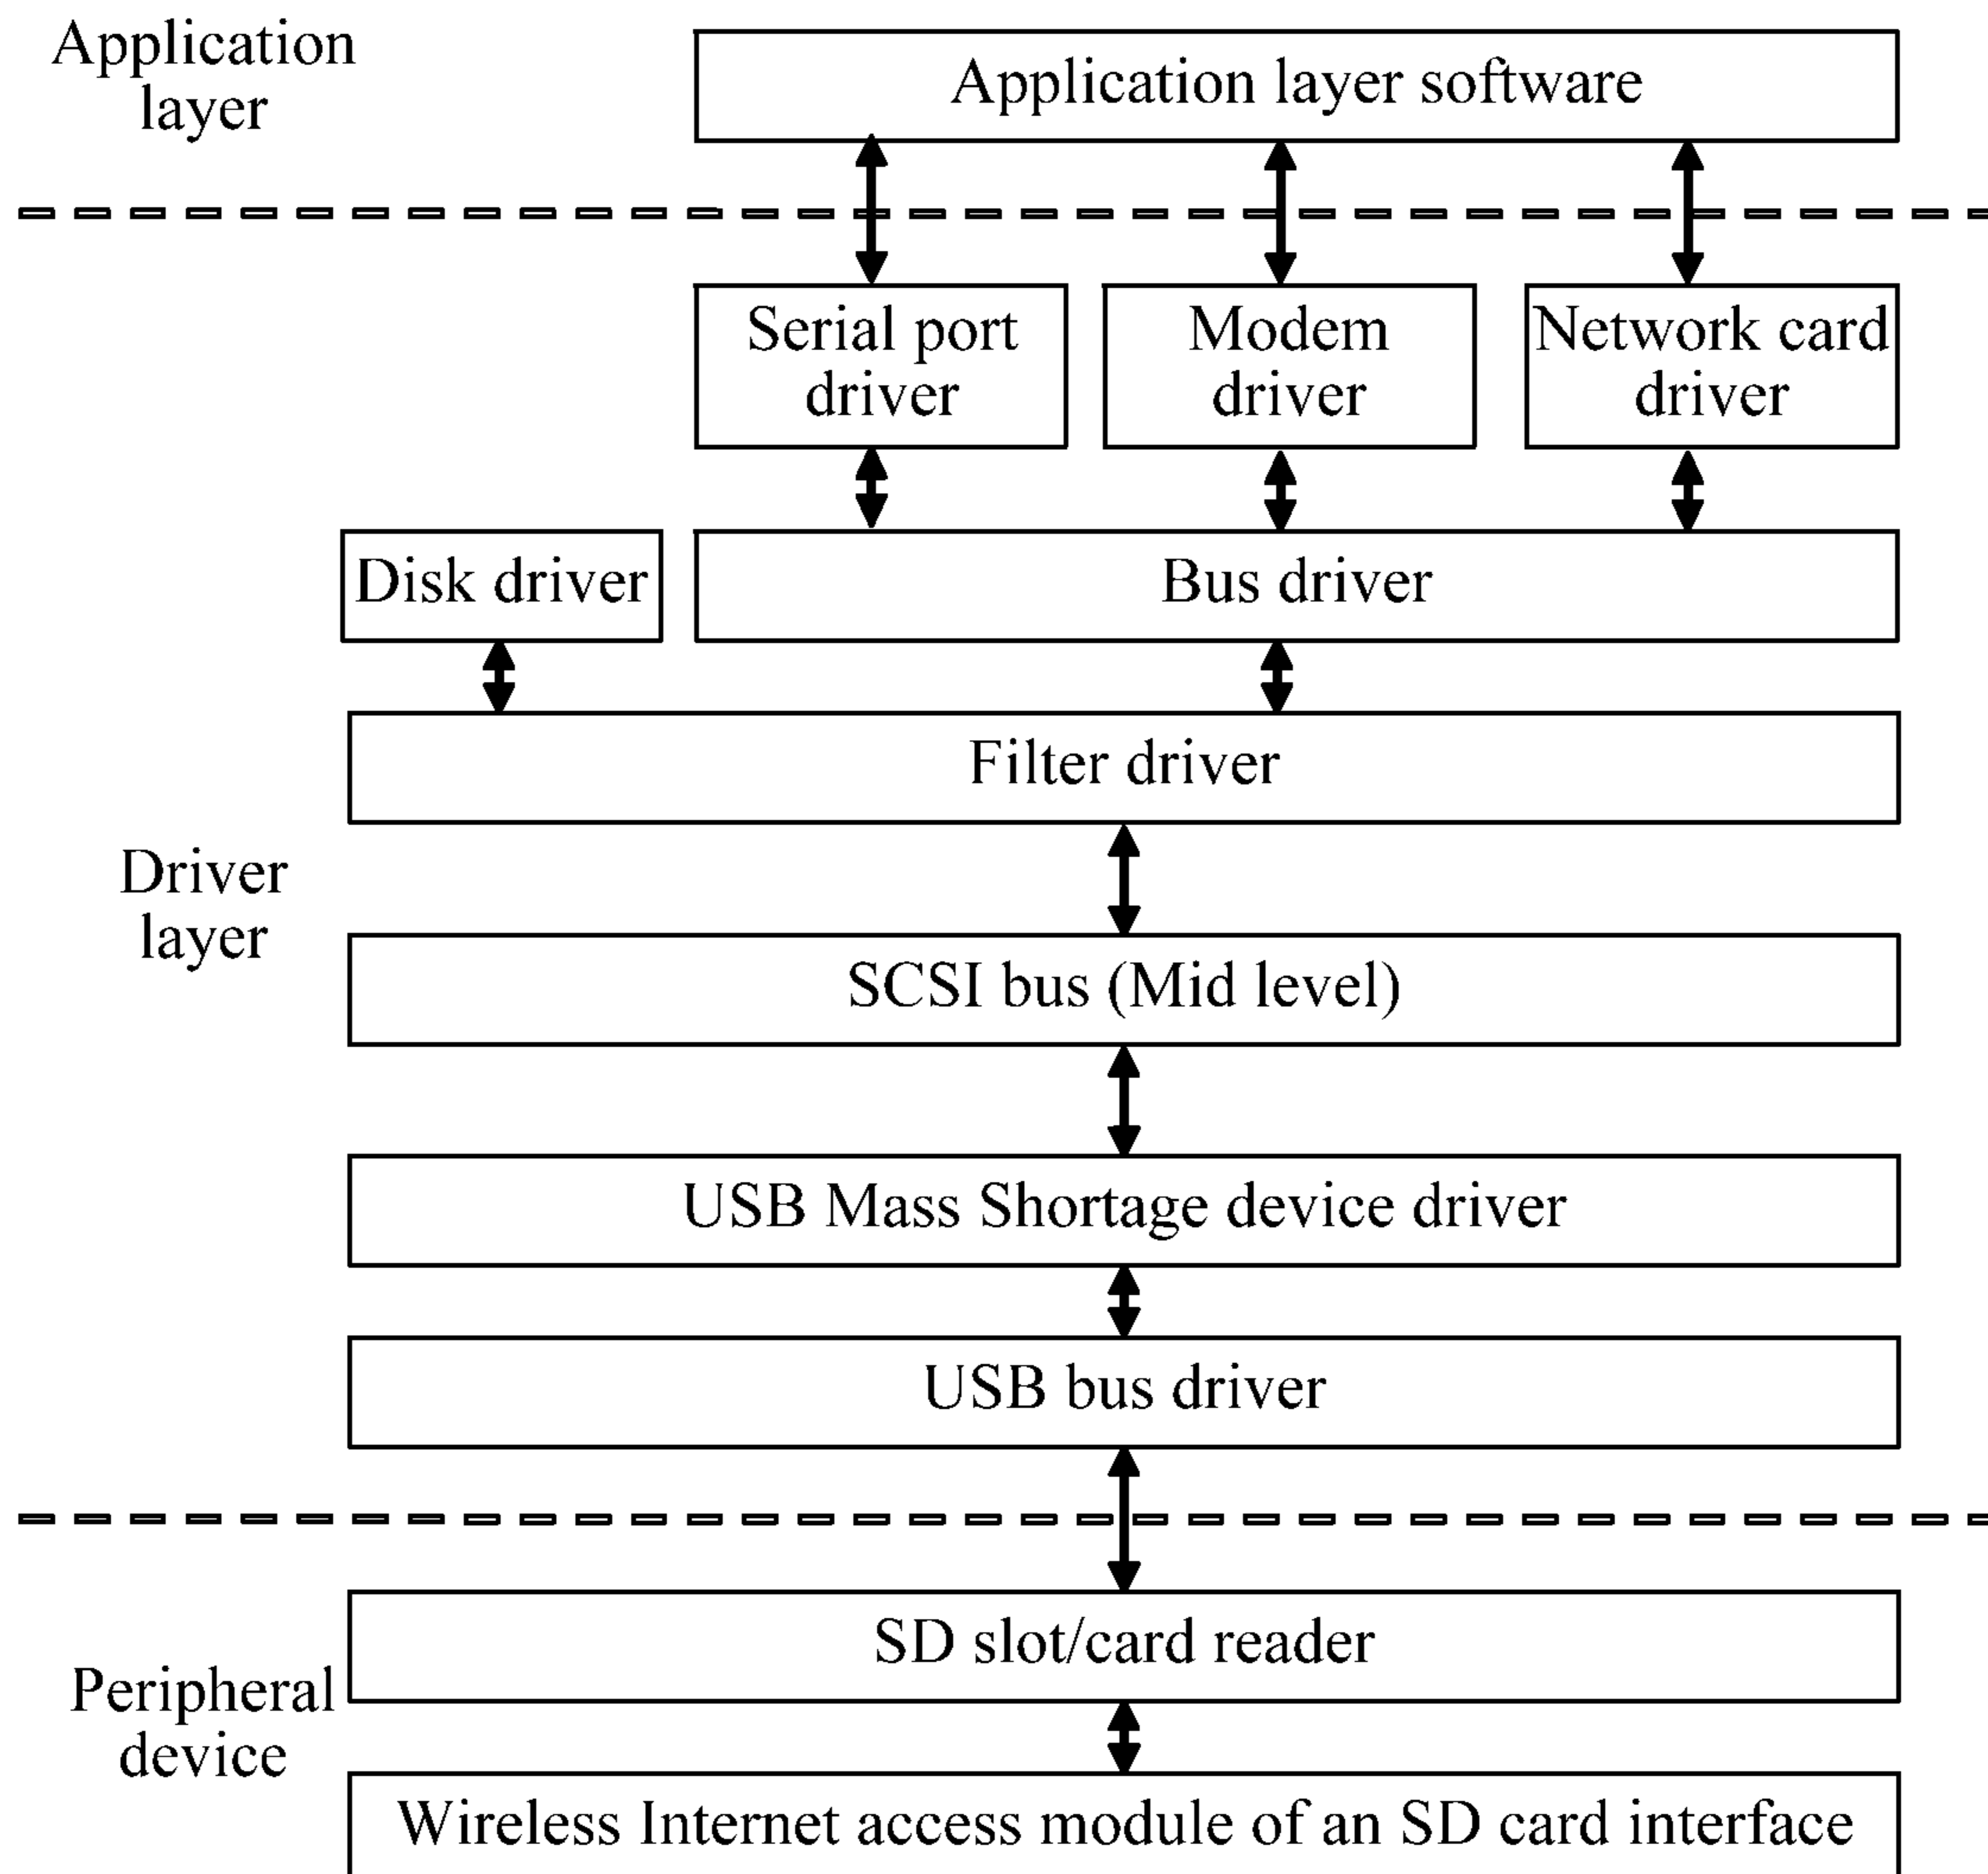 Application
layer
Application layer software
Serial port
driver
Modem
driver
Network card
driver
Disk driver
Bus driver
Filter driver
Driver
layer
SCSI bus (Mid level)
USB Mass Shortage device driver
USB bus driver
SD slot/card reader
Peripheral
device
Wireless Internet access module of an SD card interface